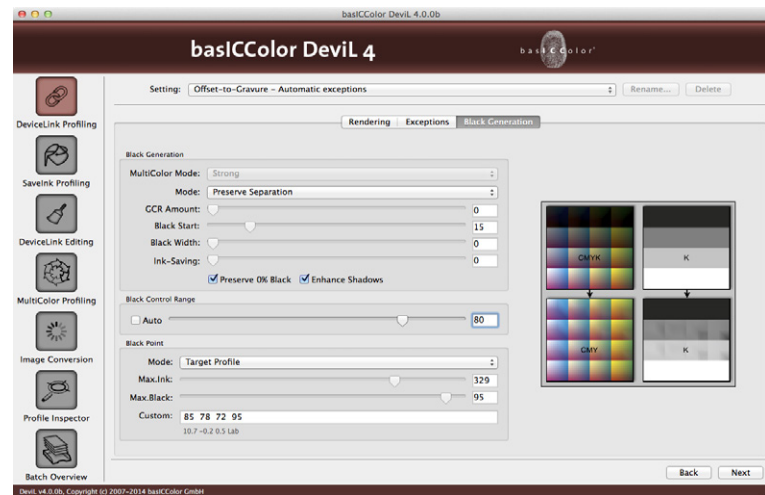 basICColor DeviL 4.0.0b
basICColor DeviL 4
basICColor
Setting: Offset-to-Gravure – Automatic exceptions Rename... Delete
DeviceLink Profiling
Rendering Exceptions Black Generation
Black Generation
MultiColor Mode: Strong
Mode: Preserve Separation
GCR Amount: 0
Black Start: 15
Black Width: 0
Ink-Saving: 0
Preserve 0% Black Enhance Shadows
SaveInk Profiling
DeviceLink Editing
MultiColor Profiling
Image Conversion
Profile Inspector
Batch Overview
Black Control Range
Auto 80
Black Point
Mode: Target Profile
Max.Ink: 329
Max.Black: 95
Custom: 85 78 72 95
10.7 -0.2 0.5 Lab
CMYK K
CMY K
Back Next
DeviL v4.0.0b, Copyright (c) 2007-2014 basICColor GmbH